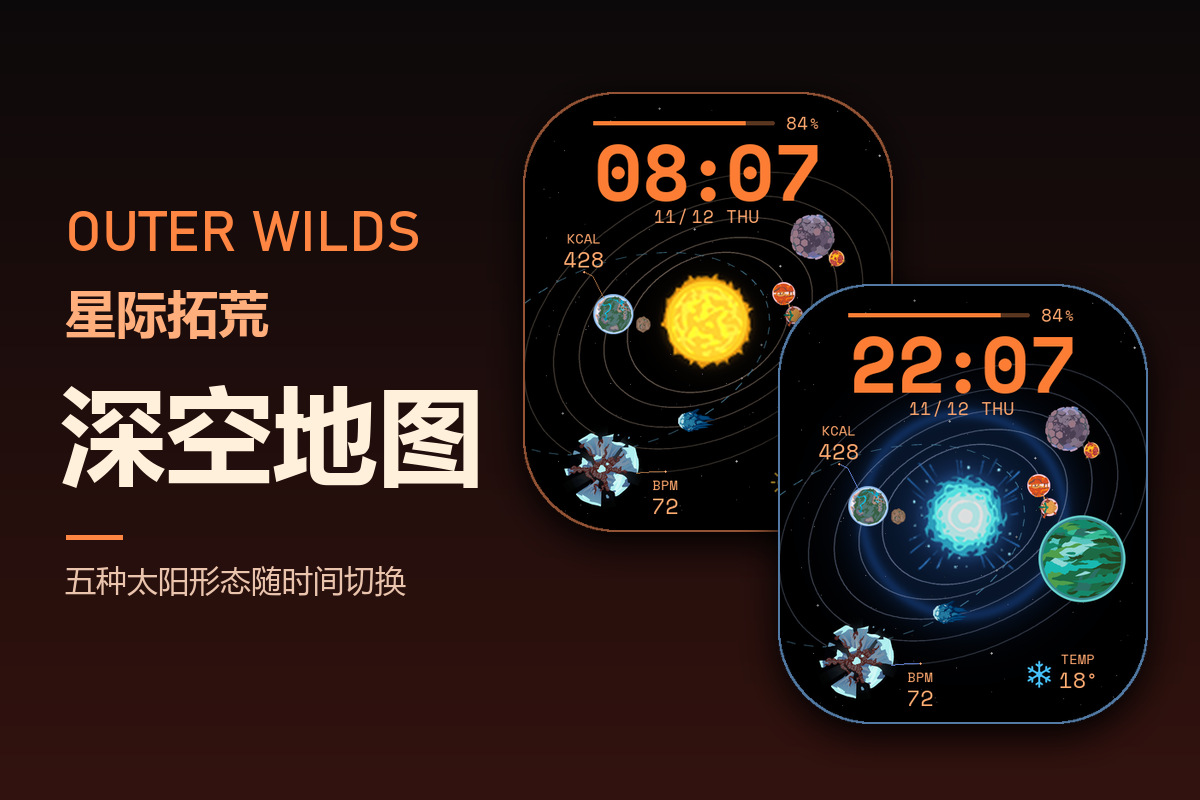 OUTER WILDS
星际拓荒
深空地图
五种太阳形态随时间切换
84%
08:07
11/12 THU
KCAL
428
BPM
72
84%
22:07
11/12 THU
KCAL
428
BPM
72
TEMP
18°